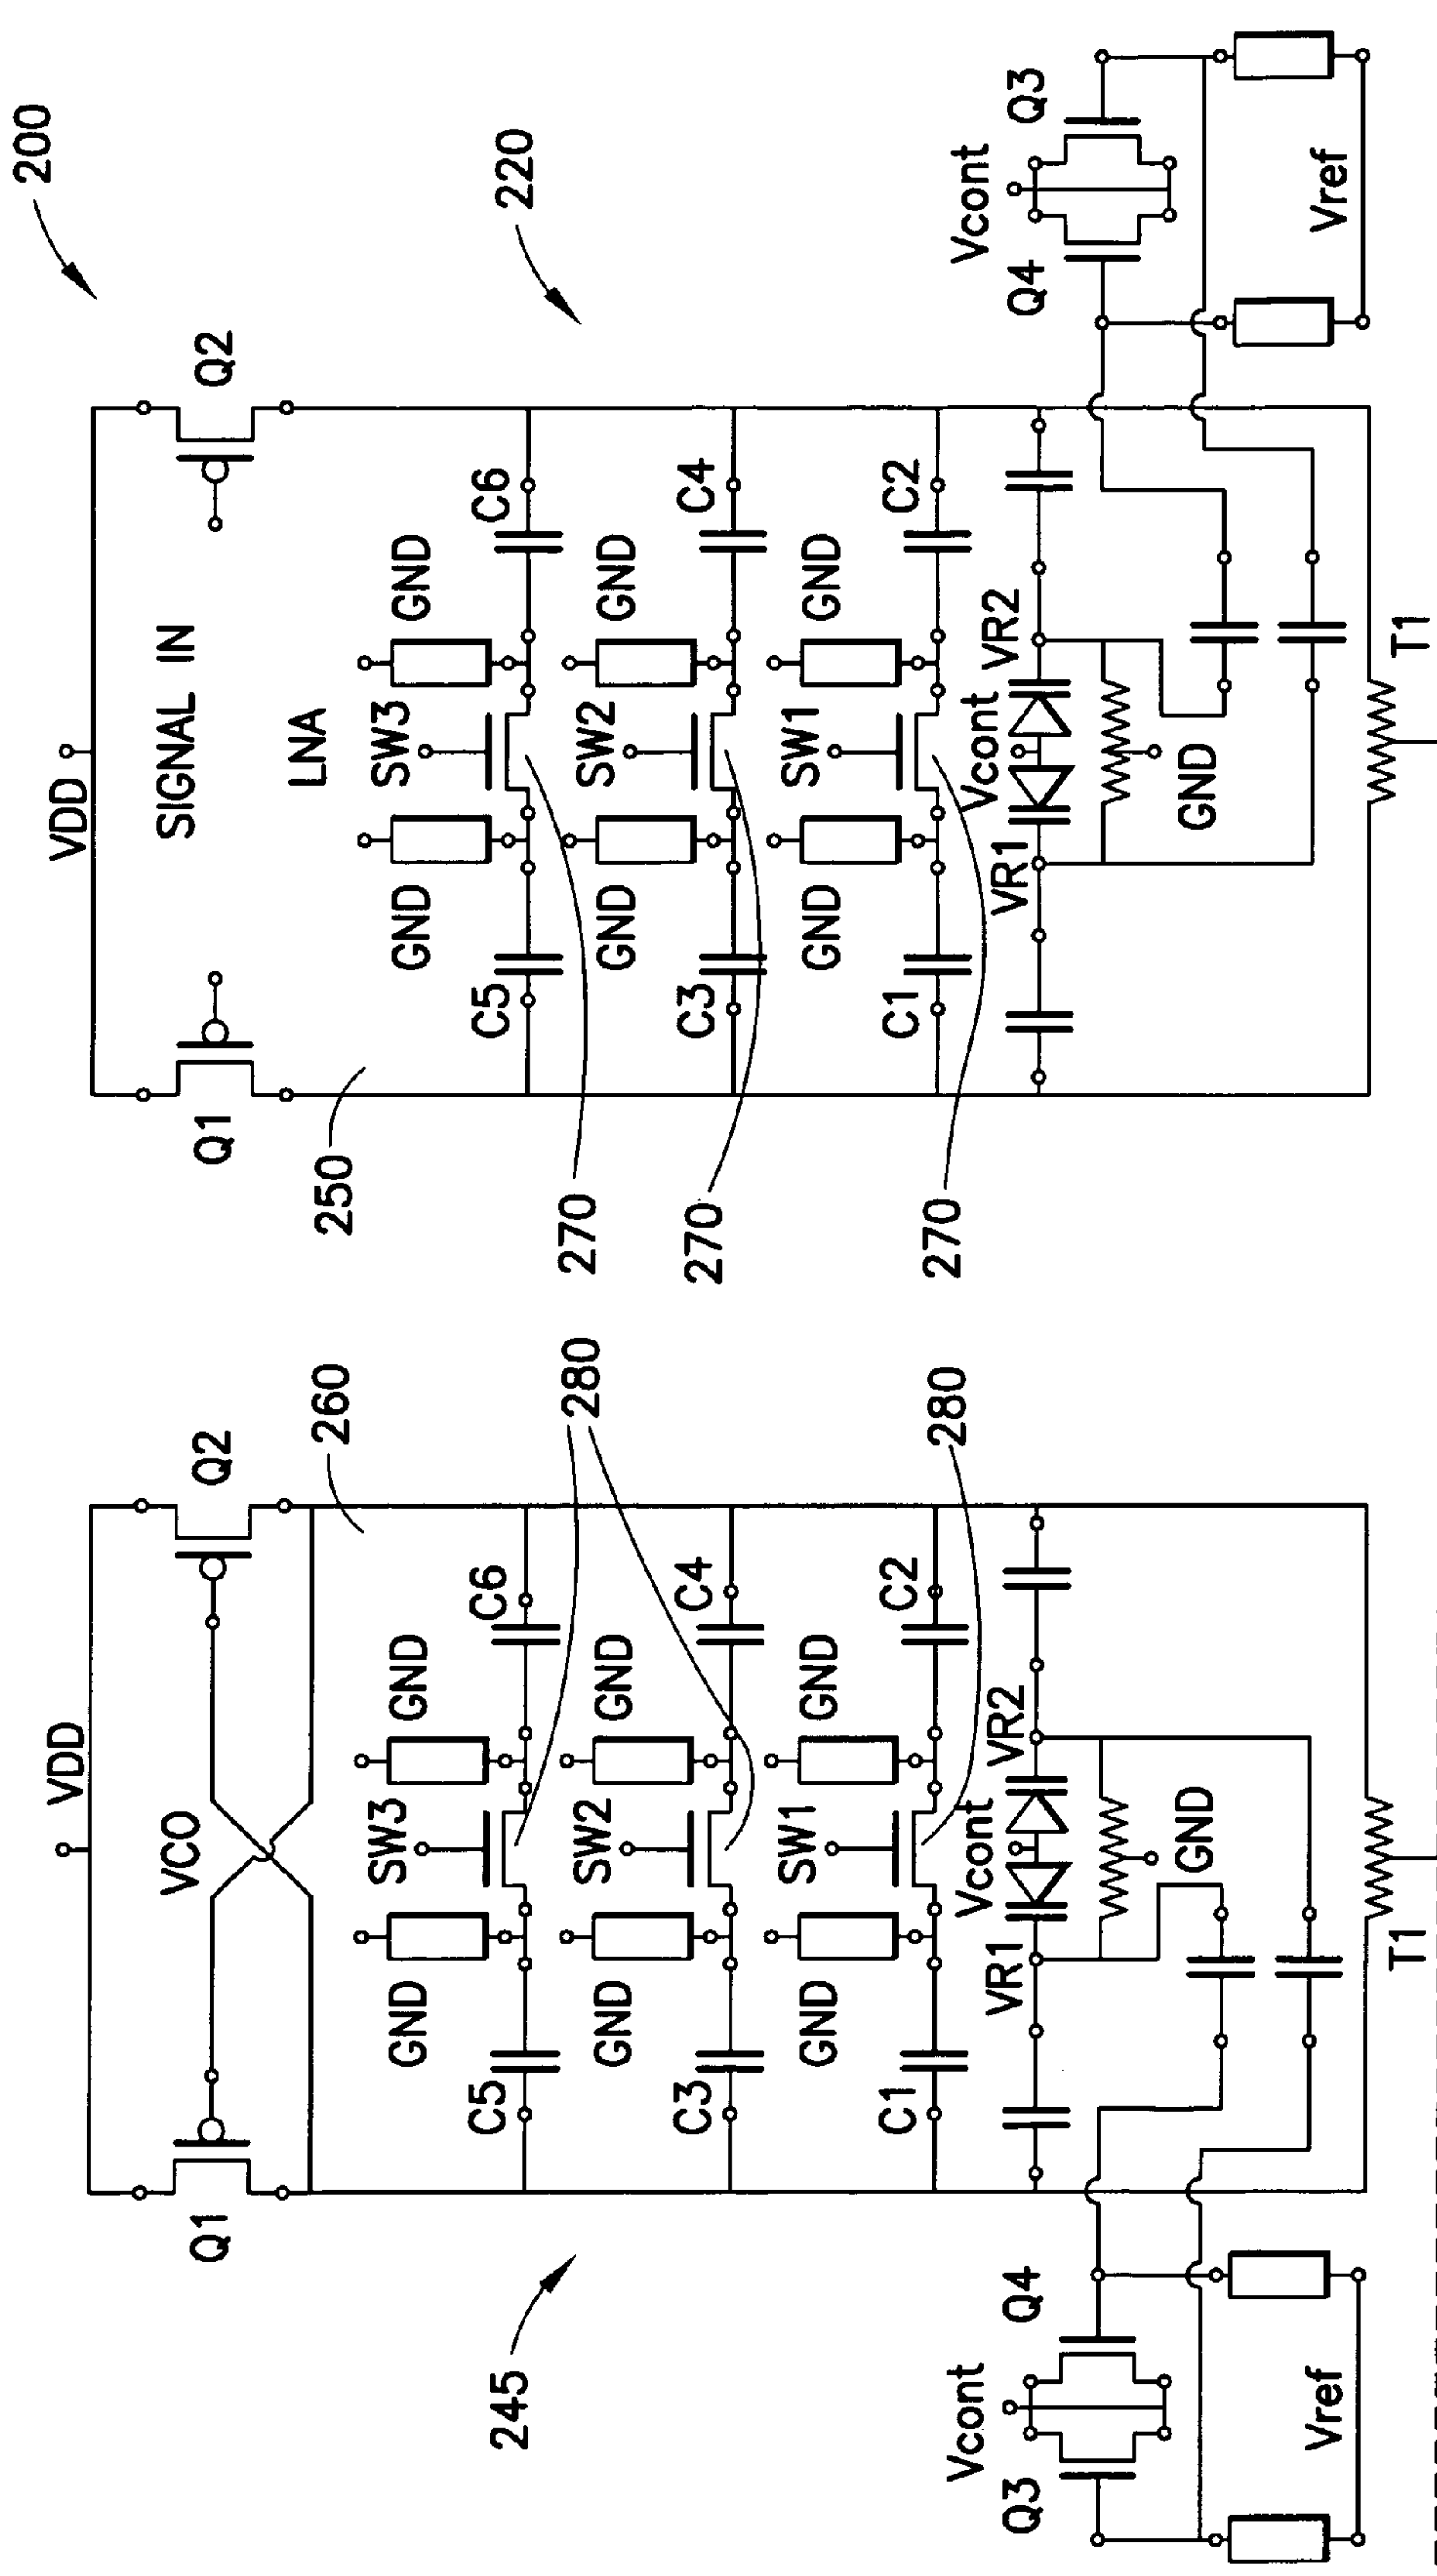 200
220
VDD
SIGNAL IN
LNA
Q1
Q2
250
SW3
GND
GND
C5
C6
270
SW2
GND
GND
C3
C4
270
SW1
GND
GND
C1
C2
270
Vcont
VR1
VR2
GND
T1
Vcont
Q4
Q3
Vref
245
VDD
VCO
Q1
Q2
260
SW3
GND
GND
C5
C6
280
SW2
GND
GND
C3
C4
SW1
GND
GND
C1
C2
280
Vcont
VR1
VR2
GND
T1
Vcont
Q3
Q4
Vref